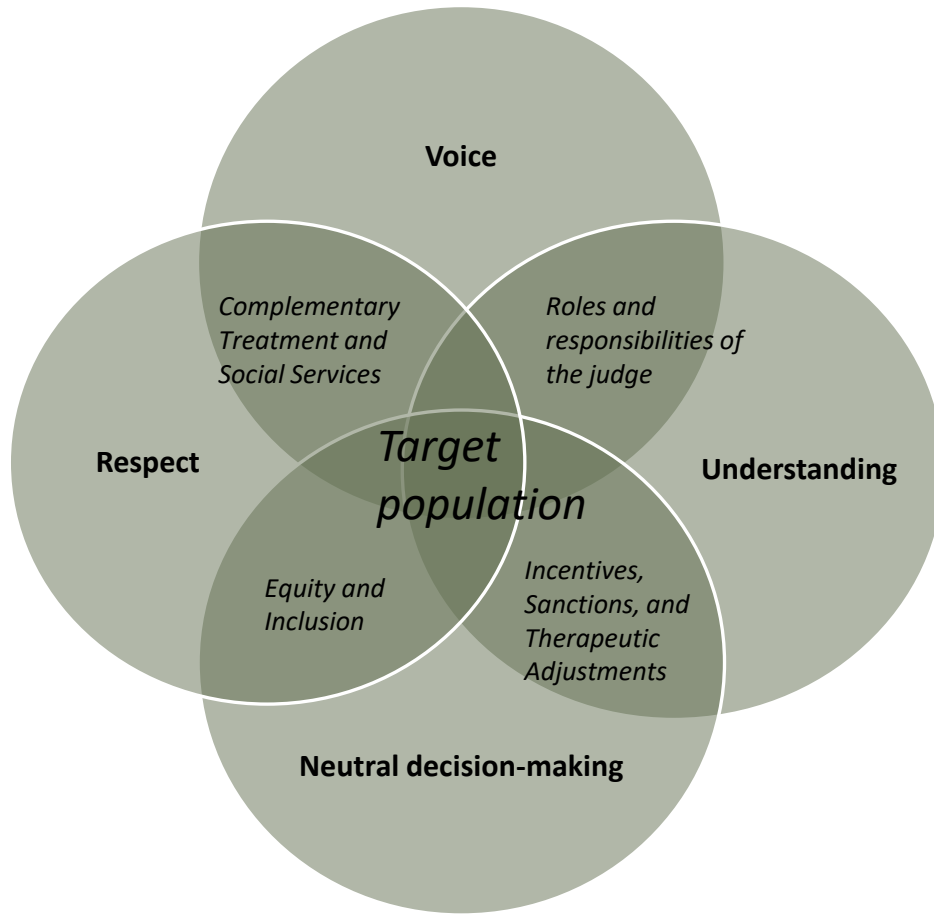 Voice
Complementary
Treatment and
Social Services
Roles and
responsibilities of
the judge
Respect
Target
population
Understanding
Equity and
Inclusion
Incentives,
Sanctions, and
Therapeutic
Adjustments
Neutral decision-making